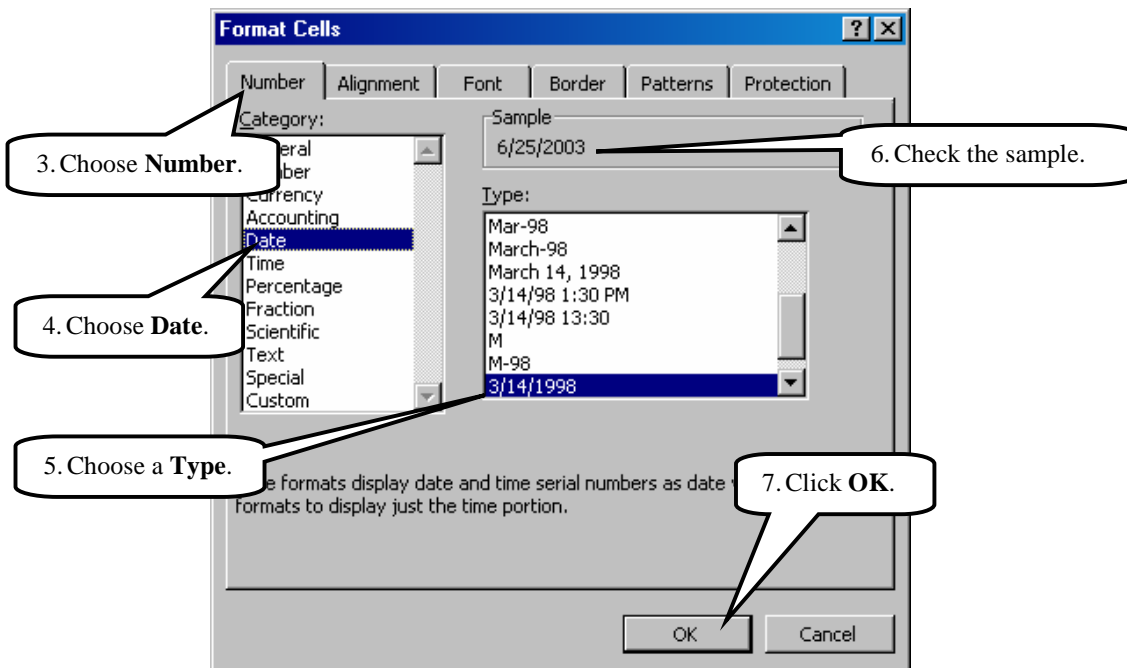 Format Cells
Number Alignment Font Border Patterns Protection
Category:
Sample
6/25/2003
3. Choose Number.
6. Check the sample.
Currency
Accounting
Date
Time
Percentage
Fraction
Scientific
Text
Special
Custom
Type:
Mar-98
March-98
March 14, 1998
3/14/98 1:30 PM
3/14/98 13:30
M
M-98
3/14/1998
4. Choose Date.
5. Choose a Type.
7. Click OK.
formats display date and time serial numbers as date
formats to display just the time portion.
OK Cancel